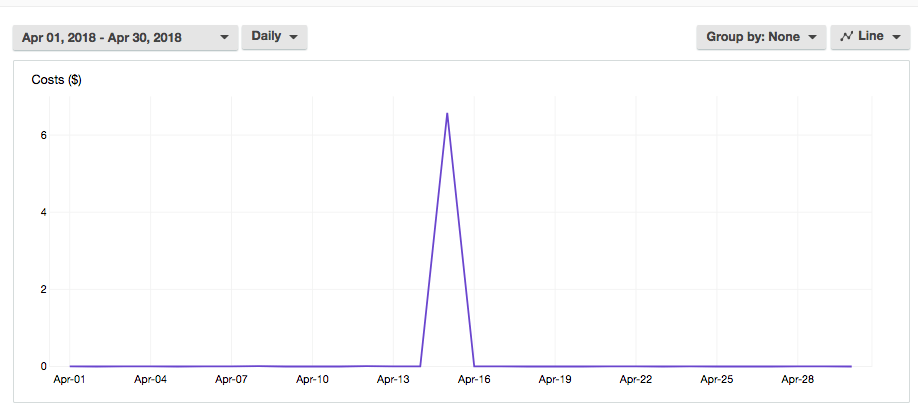 Apr 01, 2018 - Apr 30, 2018 Daily Group by: None Line
Costs ($)
6
4
2
0
Apr-01 Apr-04 Apr-07 Apr-10 Apr-13 Apr-16 Apr-19 Apr-22 Apr-25 Apr-28